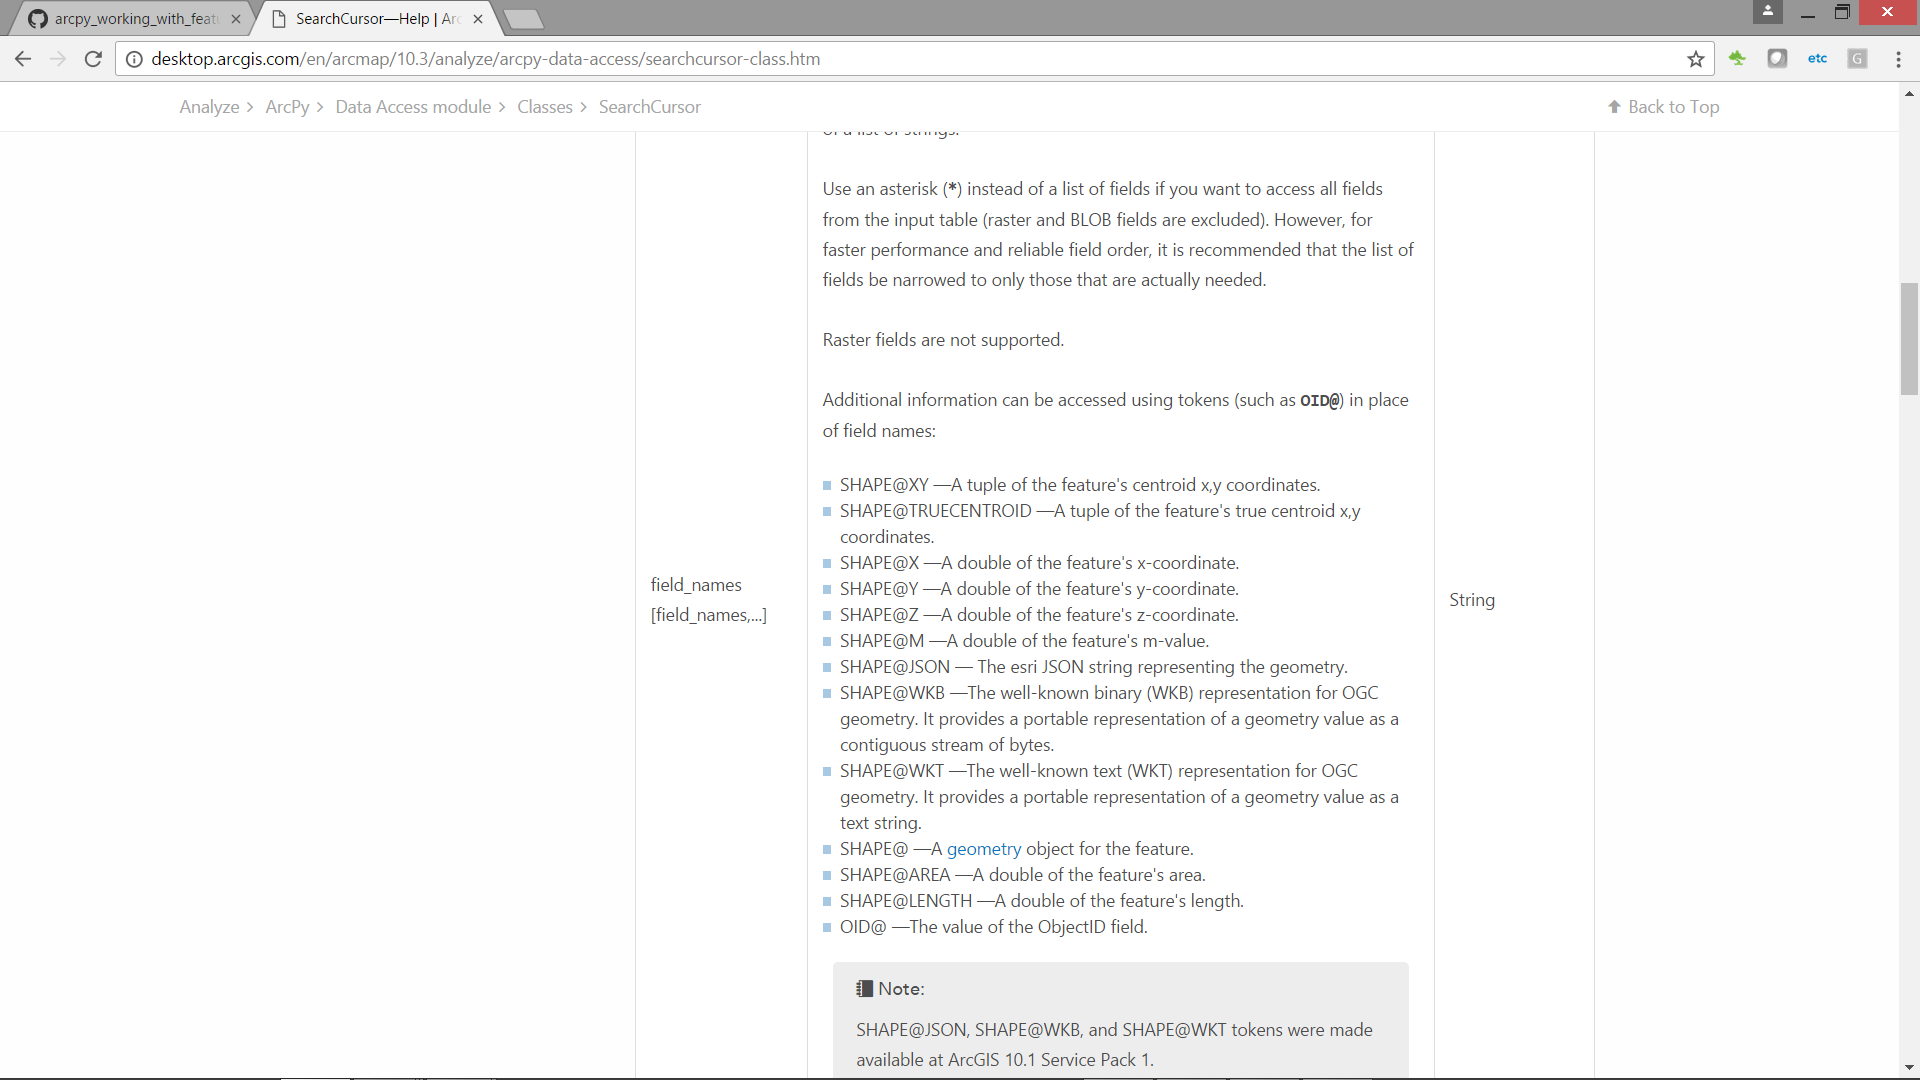 arcpy_working_with_feat
SearchCursor—Help | Arc
desktop.arcgis.com/en/arcmap/10.3/analyze/arcpy-data-access/searchcursor-class.htm
etc
G
Analyze > ArcPy > Data Access module > Classes > SearchCursor
Back to Top
of a list of strings.
Use an asterisk (*) instead of a list of fields if you want to access all fields
from the input table (raster and BLOB fields are excluded). However, for
faster performance and reliable field order, it is recommended that the list of
fields be narrowed to only those that are actually needed.
Raster fields are not supported.
Additional information can be accessed using tokens (such as OID@) in place
of field names:
SHAPE@XY —A tuple of the feature's centroid x,y coordinates.
SHAPE@TRUECENTROID —A tuple of the feature's true centroid x,y
coordinates.
SHAPE@X —A double of the feature's x-coordinate.
SHAPE@Y —A double of the feature's y-coordinate.
SHAPE@Z —A double of the feature's z-coordinate.
SHAPE@M —A double of the feature's m-value.
SHAPE@JSON — The esri JSON string representing the geometry.
SHAPE@WKB —The well-known binary (WKB) representation for OGC
geometry. It provides a portable representation of a geometry value as a
contiguous stream of bytes.
SHAPE@WKT —The well-known text (WKT) representation for OGC
geometry. It provides a portable representation of a geometry value as a
text string.
SHAPE@ —A geometry object for the feature.
SHAPE@AREA —A double of the feature's area.
SHAPE@LENGTH —A double of the feature's length.
OID@ —The value of the ObjectID field.
field_names
[field_names,...]
String
Note:
SHAPE@JSON, SHAPE@WKB, and SHAPE@WKT tokens were made
available at ArcGIS 10.1 Service Pack 1.